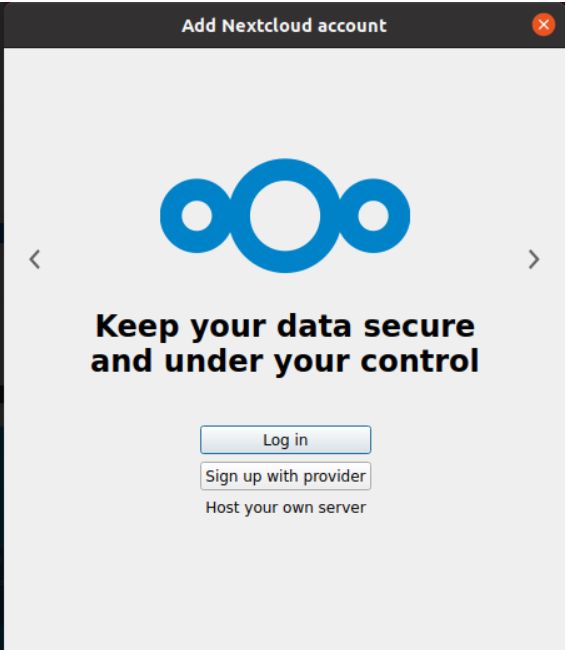 Add Nextcloud account
Keep your data secure
and under your control
Log in
Sign up with provider
Host your own server